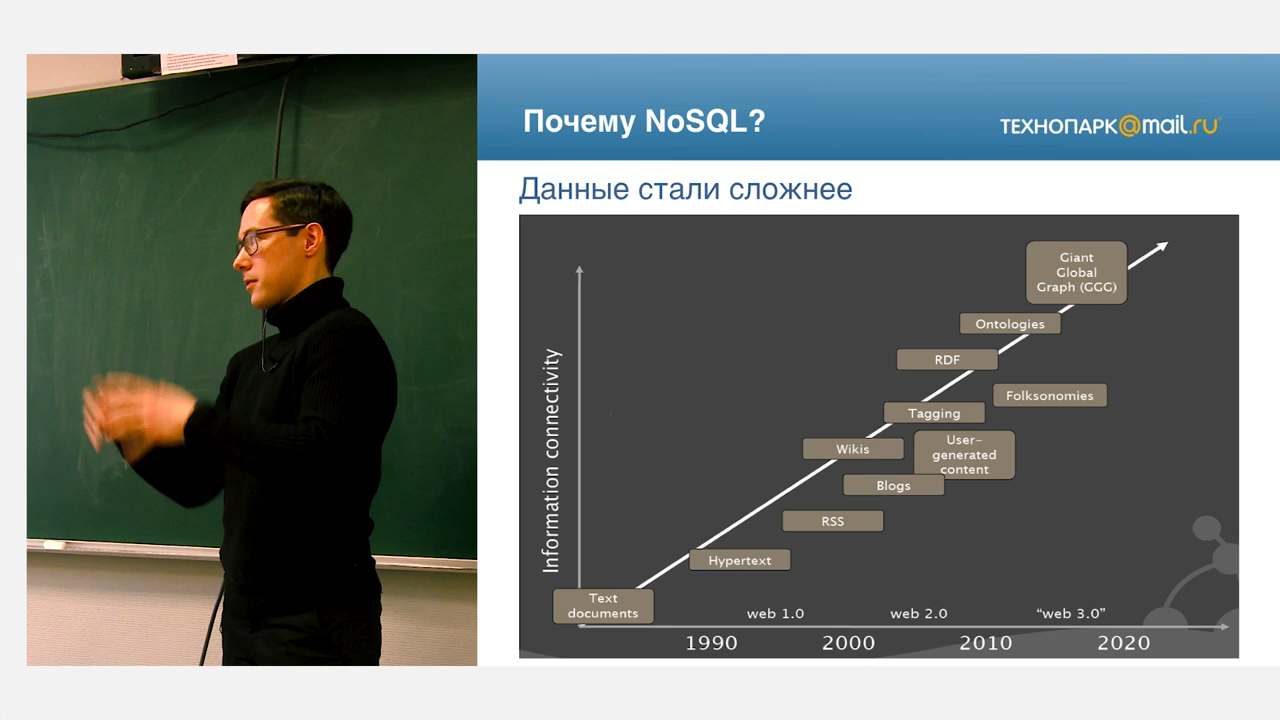 Почему NoSQL?
ТЕХНОПАРК@mail.ru
Данные стали сложнее
Information connectivity
Giant
Global
Graph (GGG)
Ontologies
RDF
Folksonomies
Tagging
User-
generated
content
Wikis
Blogs
RSS
Hypertext
Text
documents
web 1.0
web 2.0
“web 3.0”
1990
2000
2010
2020